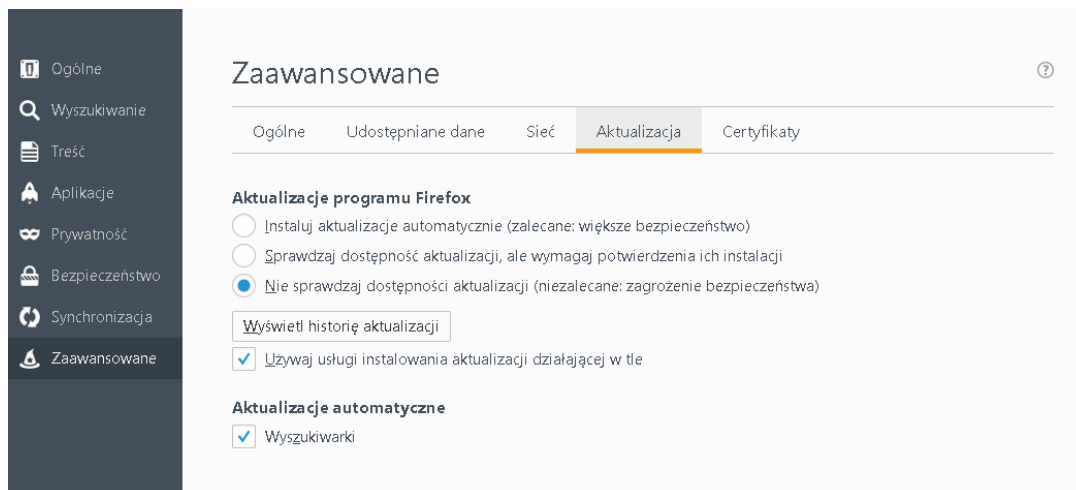 Ogólne
Wyszukiwanie
Treść
Aplikacje
Prywatność
Bezpieczeństwo
Synchronizacja
Zaawansowane
Zaawansowane
?
Ogólne Udostępniane dane Sieć Aktualizacja Certyfikaty
Aktualizacje programu Firefox
Instaluj aktualizacje automatycznie (zalecane: większe bezpieczeństwo)
Sprawdzaj dostępność aktualizacji, ale wymagaj potwierdzenia ich instalacji
Nie sprawdzaj dostępności aktualizacji (niezalecane: zagrożenie bezpieczeństwa)
Wyświetl historię aktualizacji
Używaj usługi instalowania aktualizacji działającej w tle
Aktualizacje automatyczne
Wyszukiwarki